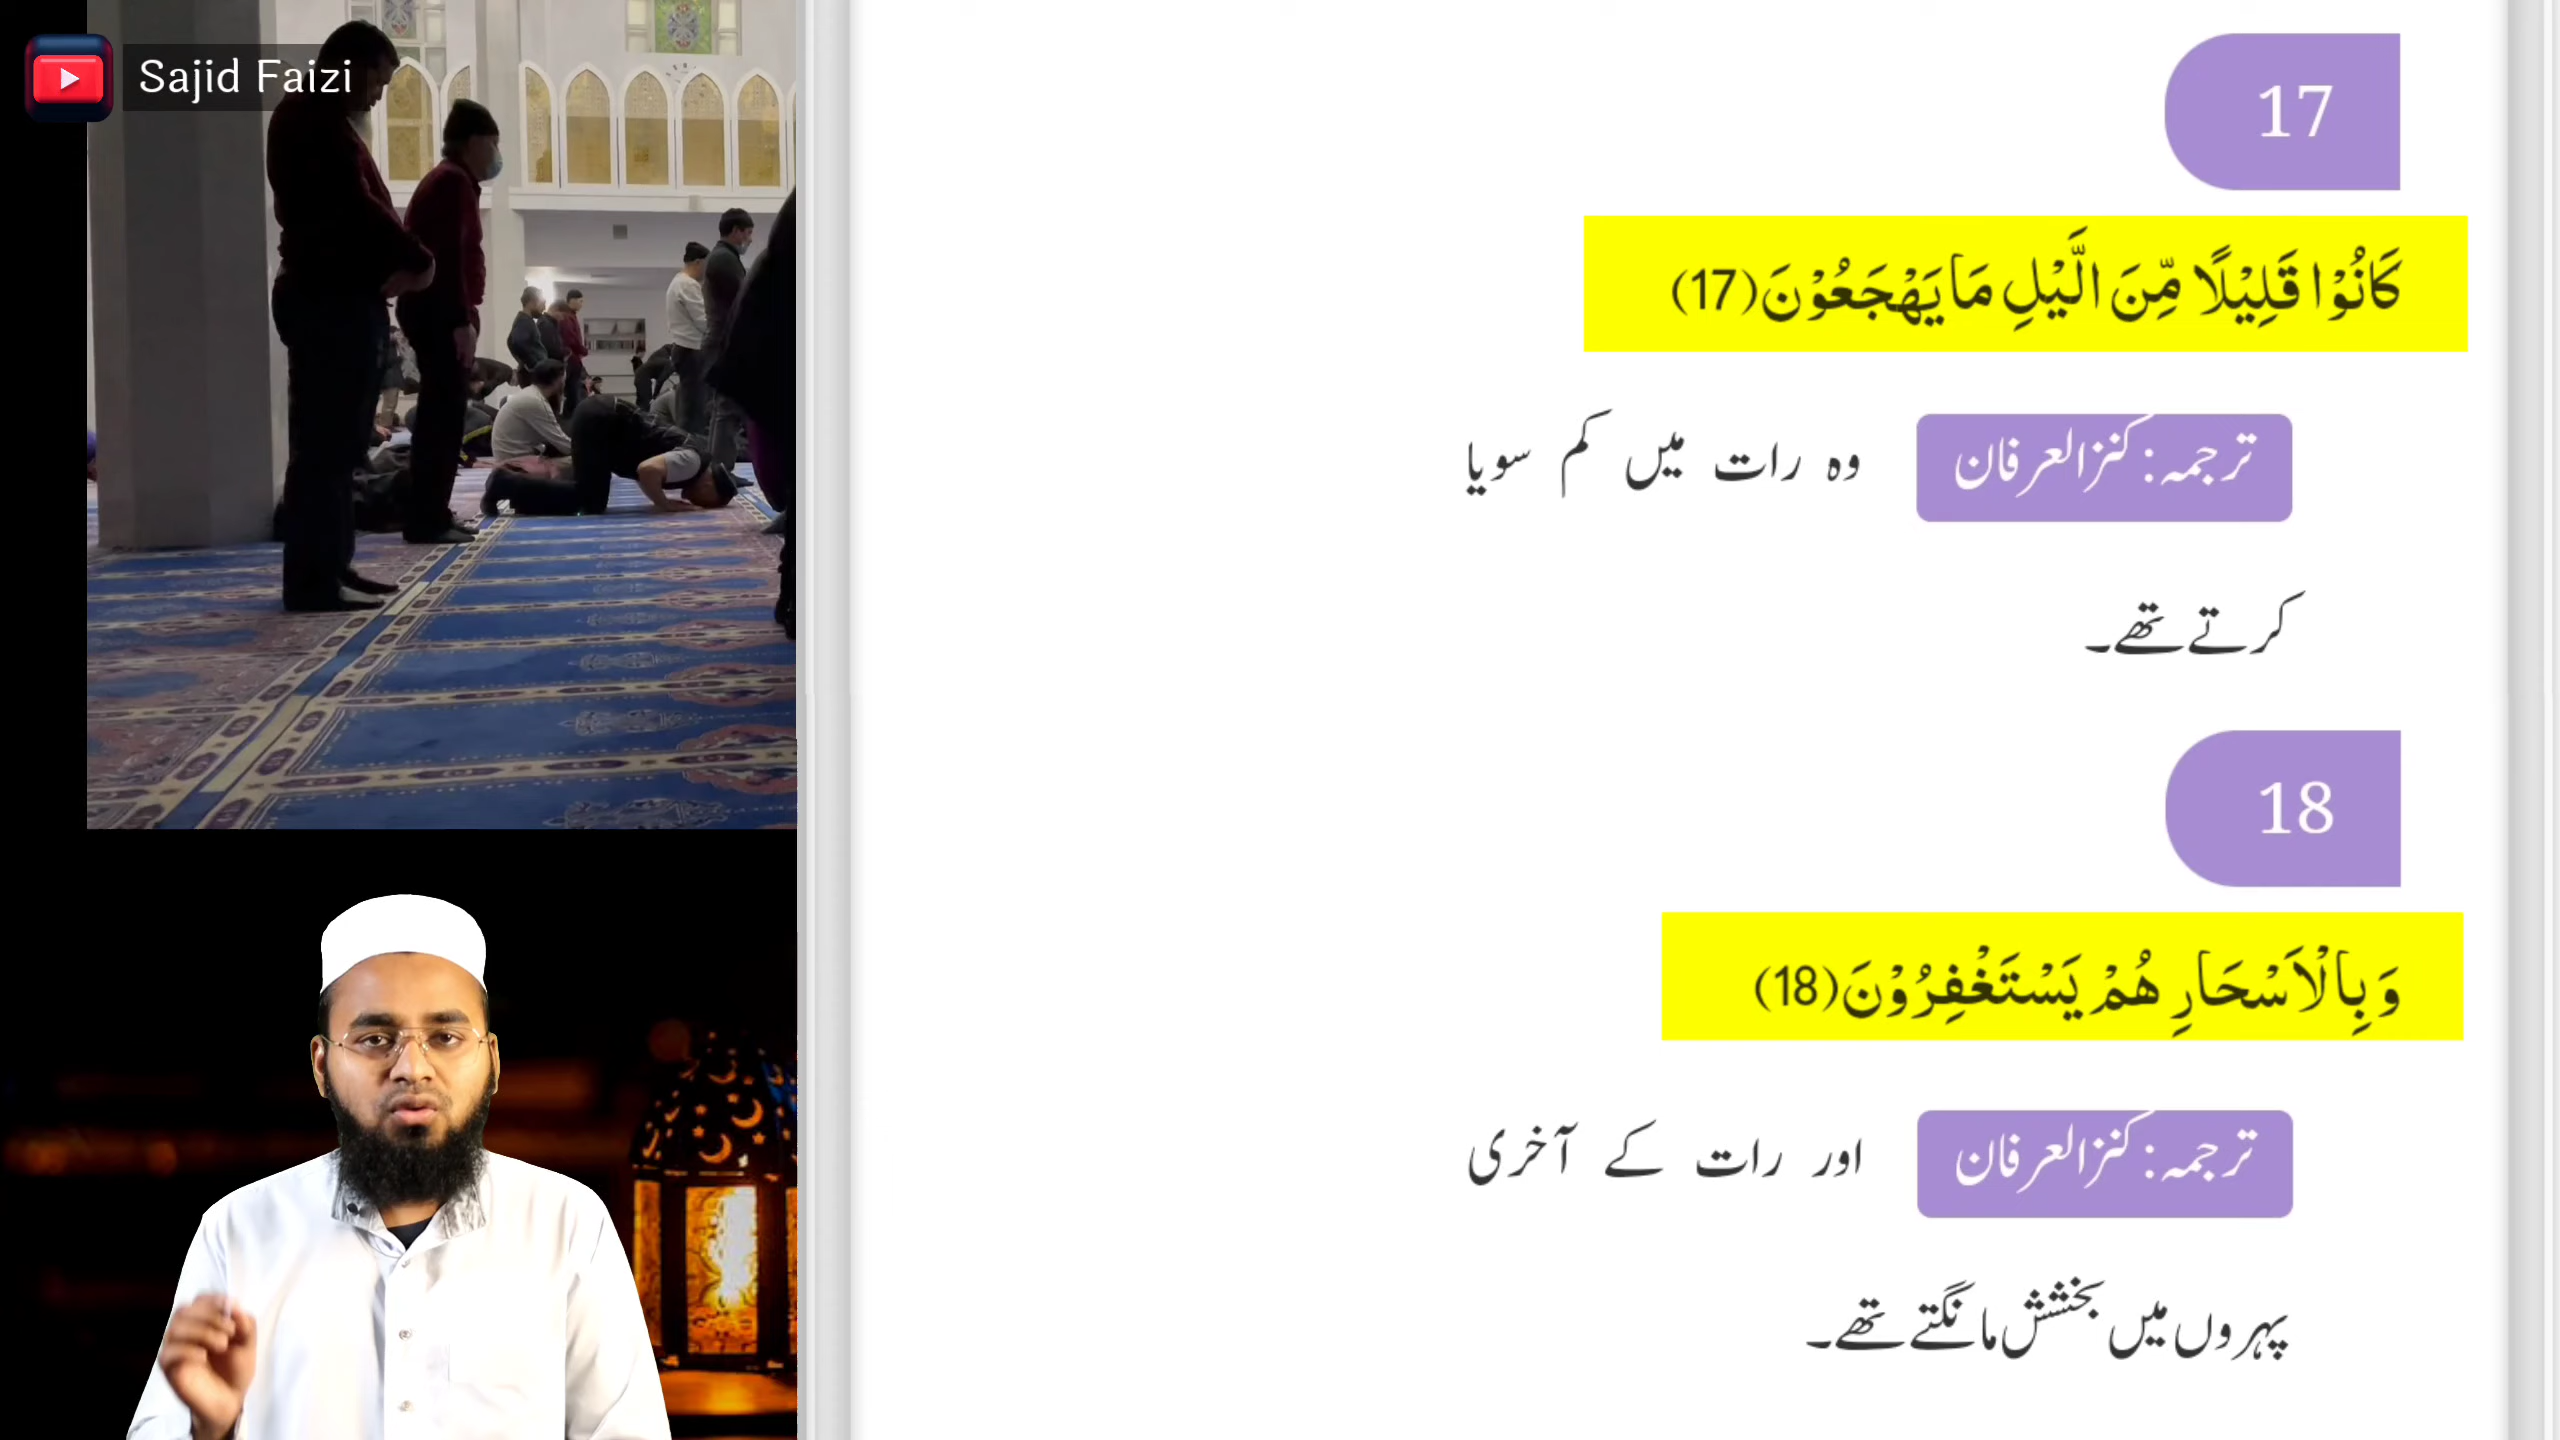 Sajid Faizi
17
كَانُوْا قَلِیْلًا مِّنَ الَّیْلِ مَا یَهْجَعُوْنَ(17)
ترجمہ: کنزالعرفان وہ رات میں کم سویا
کرتے تھے۔
18
وَ بِالْاَسْحَارِ هُمْ یَسْتَغْفِرُوْنَ(18)
ترجمہ: کنزالعرفان اور رات کے آخری
پہروں میں بخشش مانگتے تھے۔